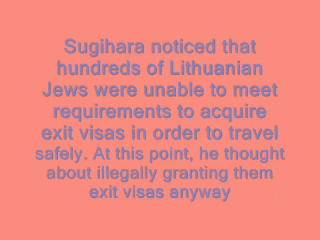 Sugihara noticed that
hundreds of Lithuanian
Jews were unable to meet
requirements to acquire
exit visas in order to travel
safely. At this point, he thought
about illegally granting them
exit visas anyway